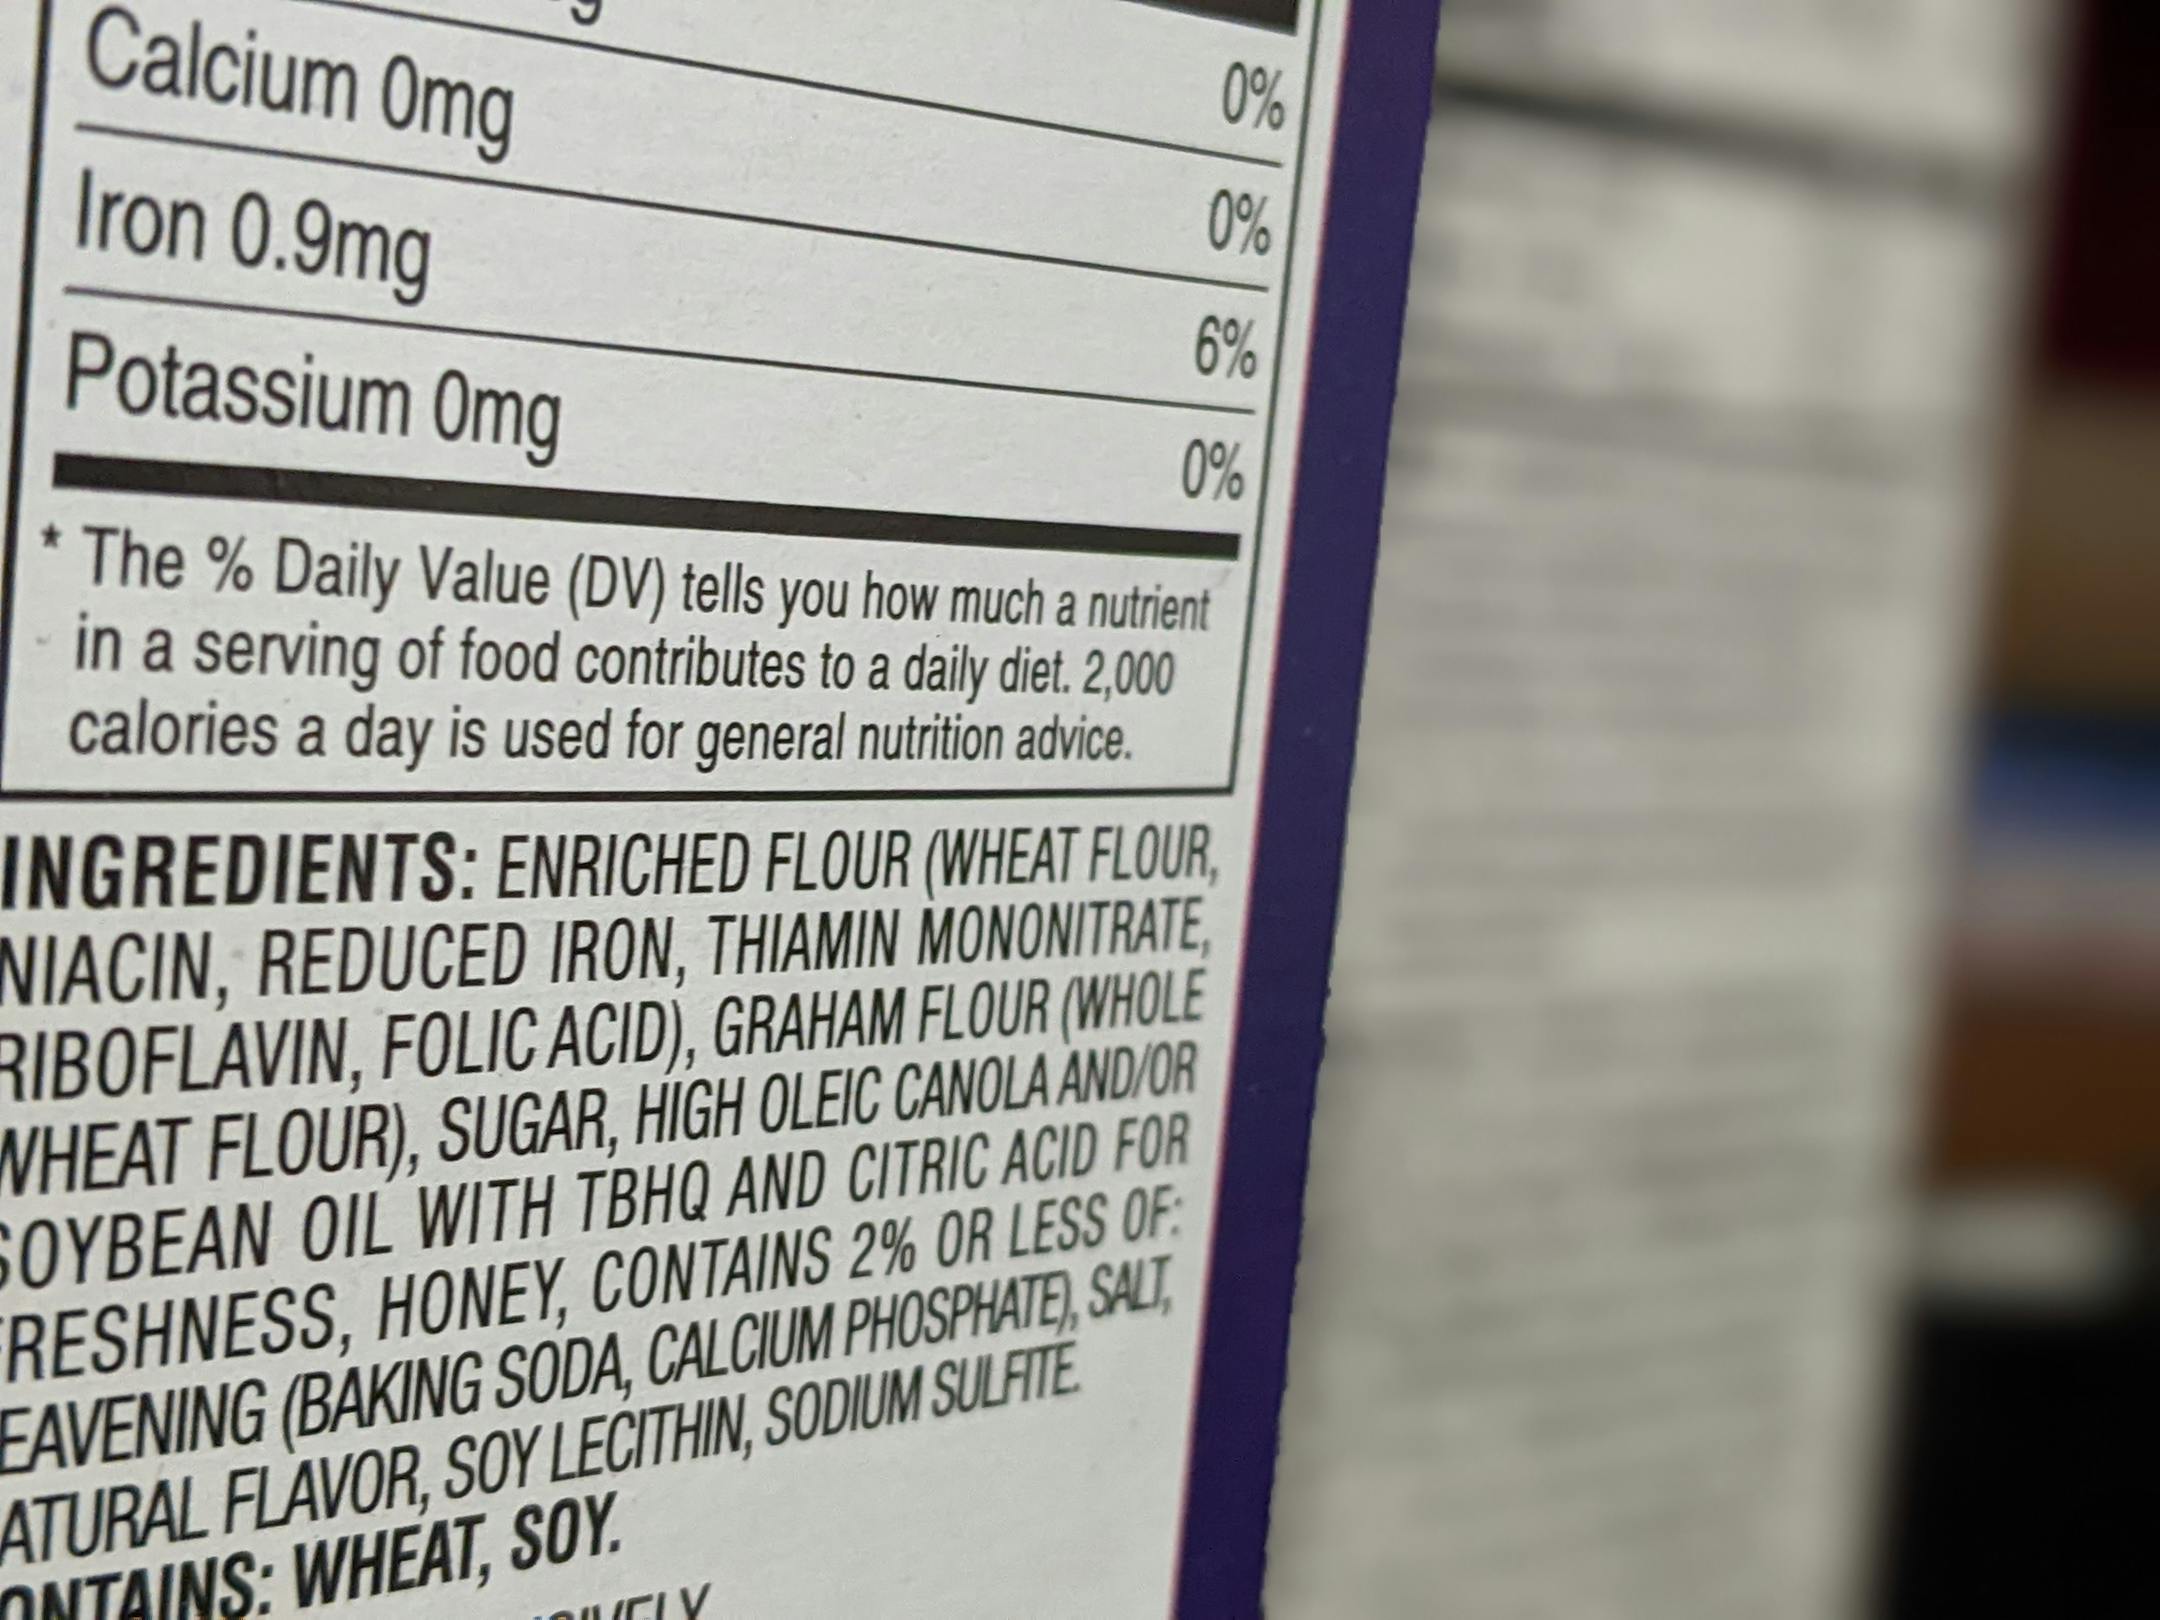 Calcium 0mg 0%
Iron 0.9mg 6%
Potassium 0mg 0%
* The % Daily Value (DV) tells you how much a nutrient
in a serving of food contributes to a daily diet. 2,000
calories a day is used for general nutrition advice.
INGREDIENTS: ENRICHED FLOUR (WHEAT FLOUR,
NIACIN, REDUCED IRON, THIAMIN MONONITRATE,
RIBOFLAVIN, FOLIC ACID), GRAHAM FLOUR (WHOLE
WHEAT FLOUR), SUGAR, HIGH OLEIC CANOLA AND/OR
SOYBEAN OIL WITH TBHQ AND CITRIC ACID FOR
FRESHNESS, HONEY, CONTAINS 2% OR LESS OF:
EAVENING (BAKING SODA, CALCIUM PHOSPHATE), SALT,
ATURAL FLAVOR, SOY LECITHIN, SODIUM SULFITE.
ONTAINS: WHEAT, SOY.